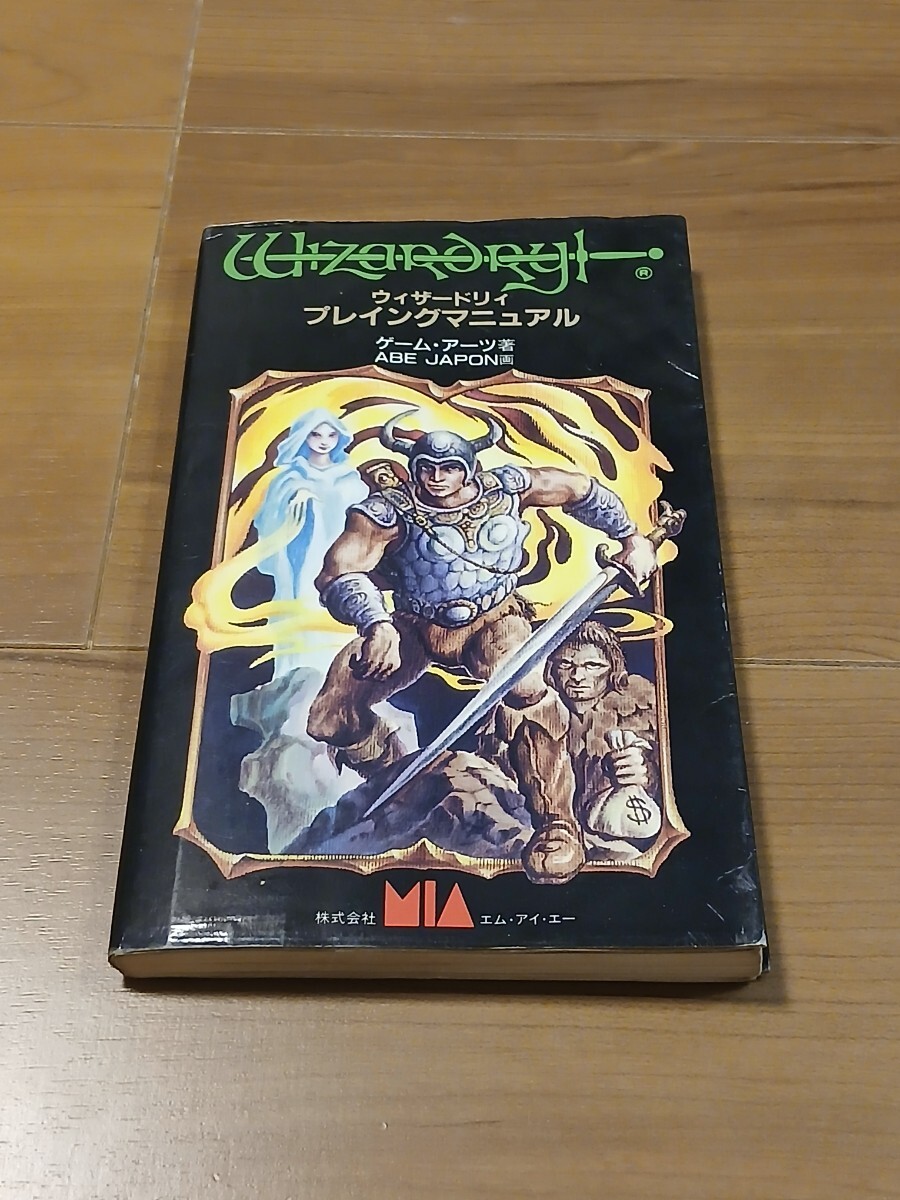 Wizardry
®
ウィザードリィ
プレイングマニュアル
ゲーム・アーツ著
ABE JAPON画
$
株式会社 MIA エム・アイ・エー